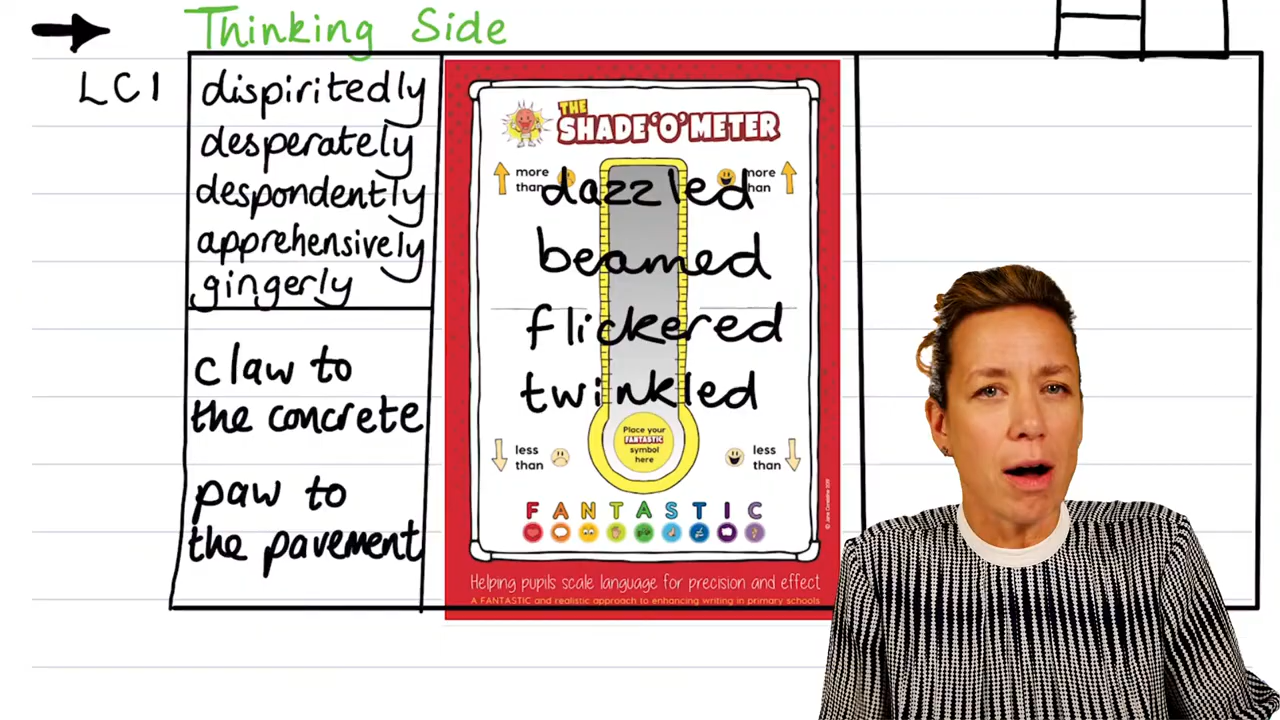 Thinking Side
LC1
dispiritedly
desperately
despondently
apprehensively
gingerly
claw to
the concrete
paw to
the pavement
THE
SHADE'O'METER
more
than
more
than
dazzled
beamed
flickered
twinkled
Place your
FANTASTIC
symbol
here
less
than
less
than
FANTASTIC
Helping pupils scale language for precision and effect
A FANTASTIC and realistic approach to enhancing writing in primary schools